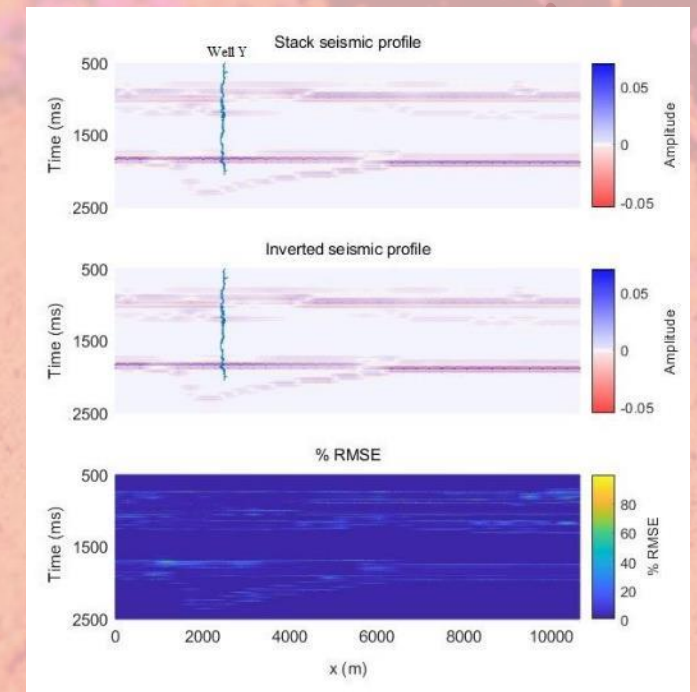 Stack seismic profile
Well Y
500
1500
2500
Time (ms)
0.05
0
-0.05
Amplitude
Inverted seismic profile
500
1500
2500
Time (ms)
0.05
0
-0.05
Amplitude
% RMSE
500
1500
2500
Time (ms)
80
60
40
20
0
% RMSE
0 2000 4000 6000 8000 10000
x (m)